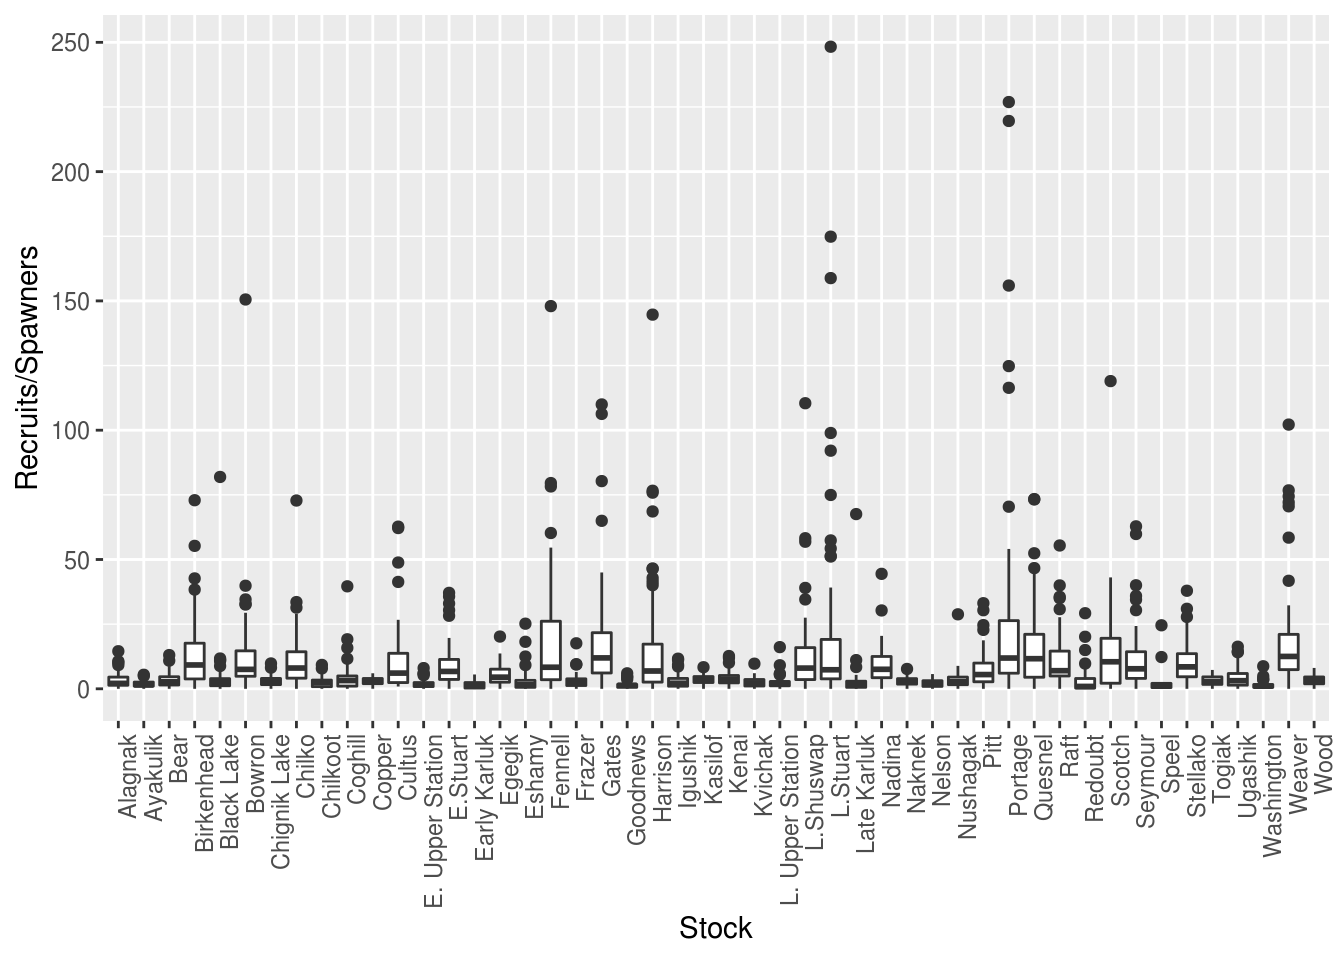 250
200
150
100
50
0
Recruits/Spawners
Alagnak
Ayakulik
Bear
Birkenhead
Black Lake
Bowron
Chignik Lake
Chilko
Chilkoot
Coghill
Copper
Cultus
E. Upper Station
E.Stuart
Early Karluk
Egegik
Eshamy
Fennell
Frazer
Gates
Goodnews
Harrison
Igushik
Kasilof
Kenai
Kvichak
L. Upper Station
L.Shuswap
L.Stuart
Late Karluk
Nadina
Naknek
Nelson
Nushagak
Pitt
Portage
Quesnel
Raft
Redoubt
Scotch
Seymour
Speel
Stellako
Togiak
Ugashik
Washington
Weaver
Wood
Stock